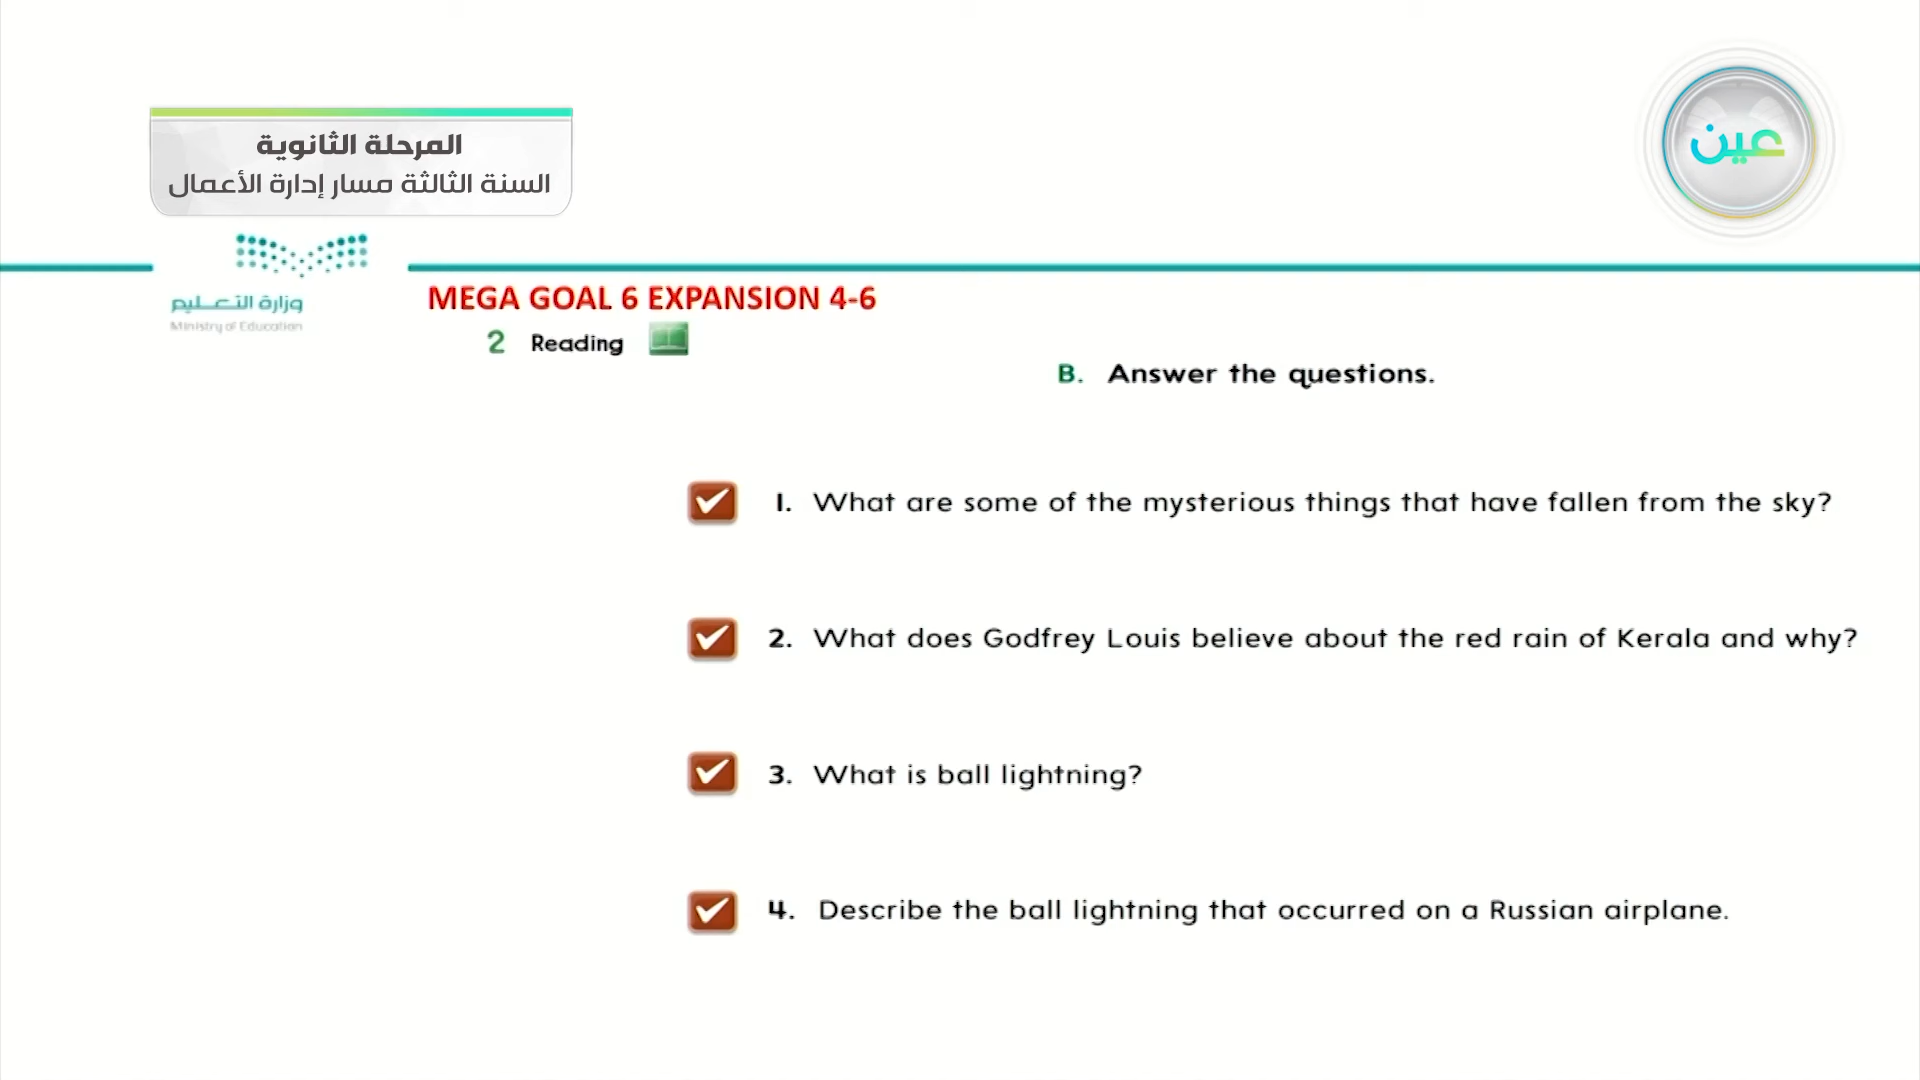 المرحلة الثانوية
السنة الثالثة مسار إدارة الأعمال
عين
وزارة التعليم
Ministry of Education
MEGA GOAL 6 EXPANSION 4-6
2 Reading
B. Answer the questions.
1. What are some of the mysterious things that have fallen from the sky?
2. What does Godfrey Louis believe about the red rain of Kerala and why?
3. What is ball lightning?
4. Describe the ball lightning that occurred on a Russian airplane.